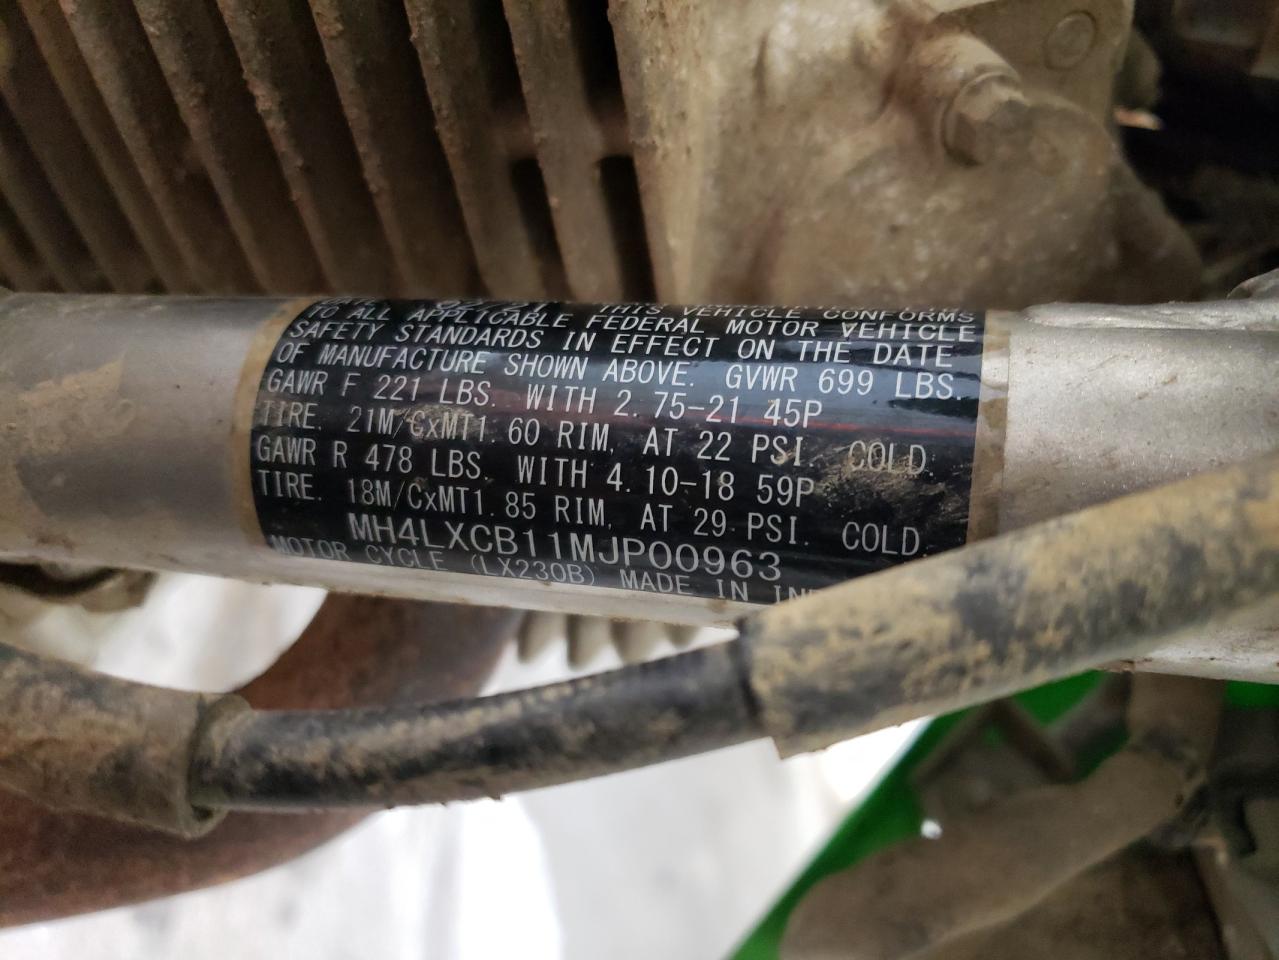 THIS VEHICLE CONFORMS
TO ALL APPLICABLE FEDERAL MOTOR VEHICLE
SAFETY STANDARDS IN EFFECT ON THE DATE
OF MANUFACTURE SHOWN ABOVE. GVWR 699 LBS.
GAWR F 221 LBS. WITH 2.75-21 45P
TIRE. 21M/CxMT1.60 RIM, AT 22 PSI. COLD.
GAWR R 478 LBS. WITH 4.10-18 59P
TIRE. 18M/CxMT1.85 RIM, AT 29 PSI. COLD.
MH4LXCB11MJP00963
MOTOR CYCLE (LX230B) MADE IN